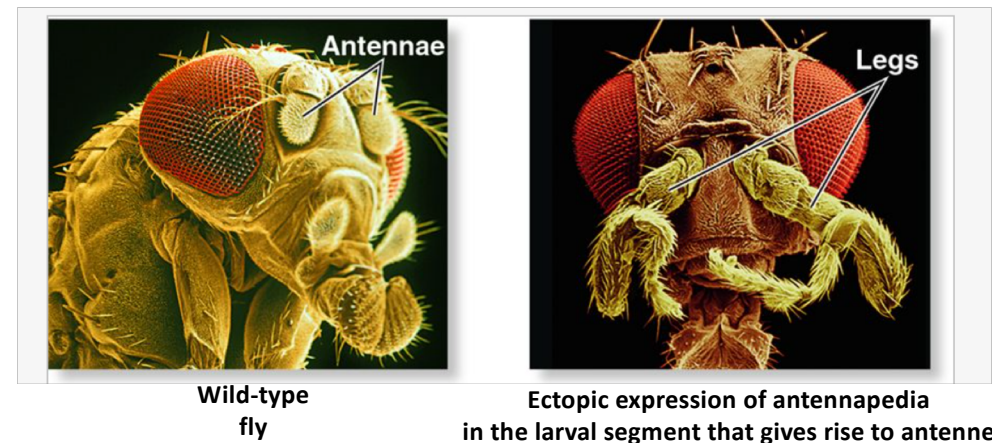 Antennae
Legs
Wild-type
fly
Ectopic expression of antennapedia
in the larval segment that gives rise to antenne